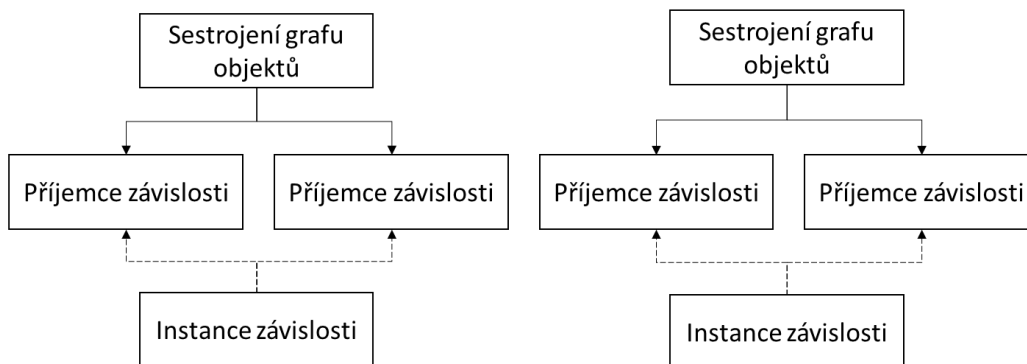 Sestrojení grafu
objektů
Příjemce závislosti
Příjemce závislosti
Instance závislosti
Sestrojení grafu
objektů
Příjemce závislosti
Příjemce závislosti
Instance závislosti